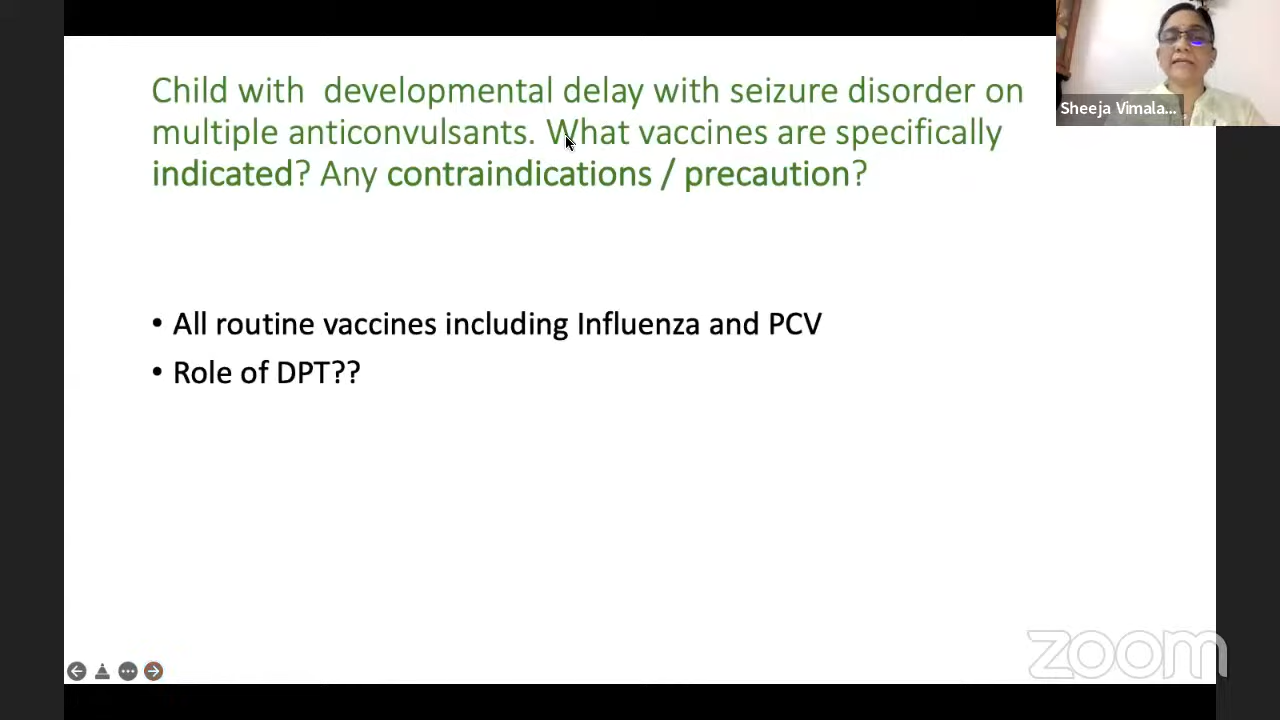 Child with developmental delay with seizure disorder on
multiple anticonvulsants. What vaccines are specifically
indicated? Any contraindications / precaution?
Sheeja Vimala...
• All routine vaccines including Influenza and PCV
• Role of DPT??
zoom